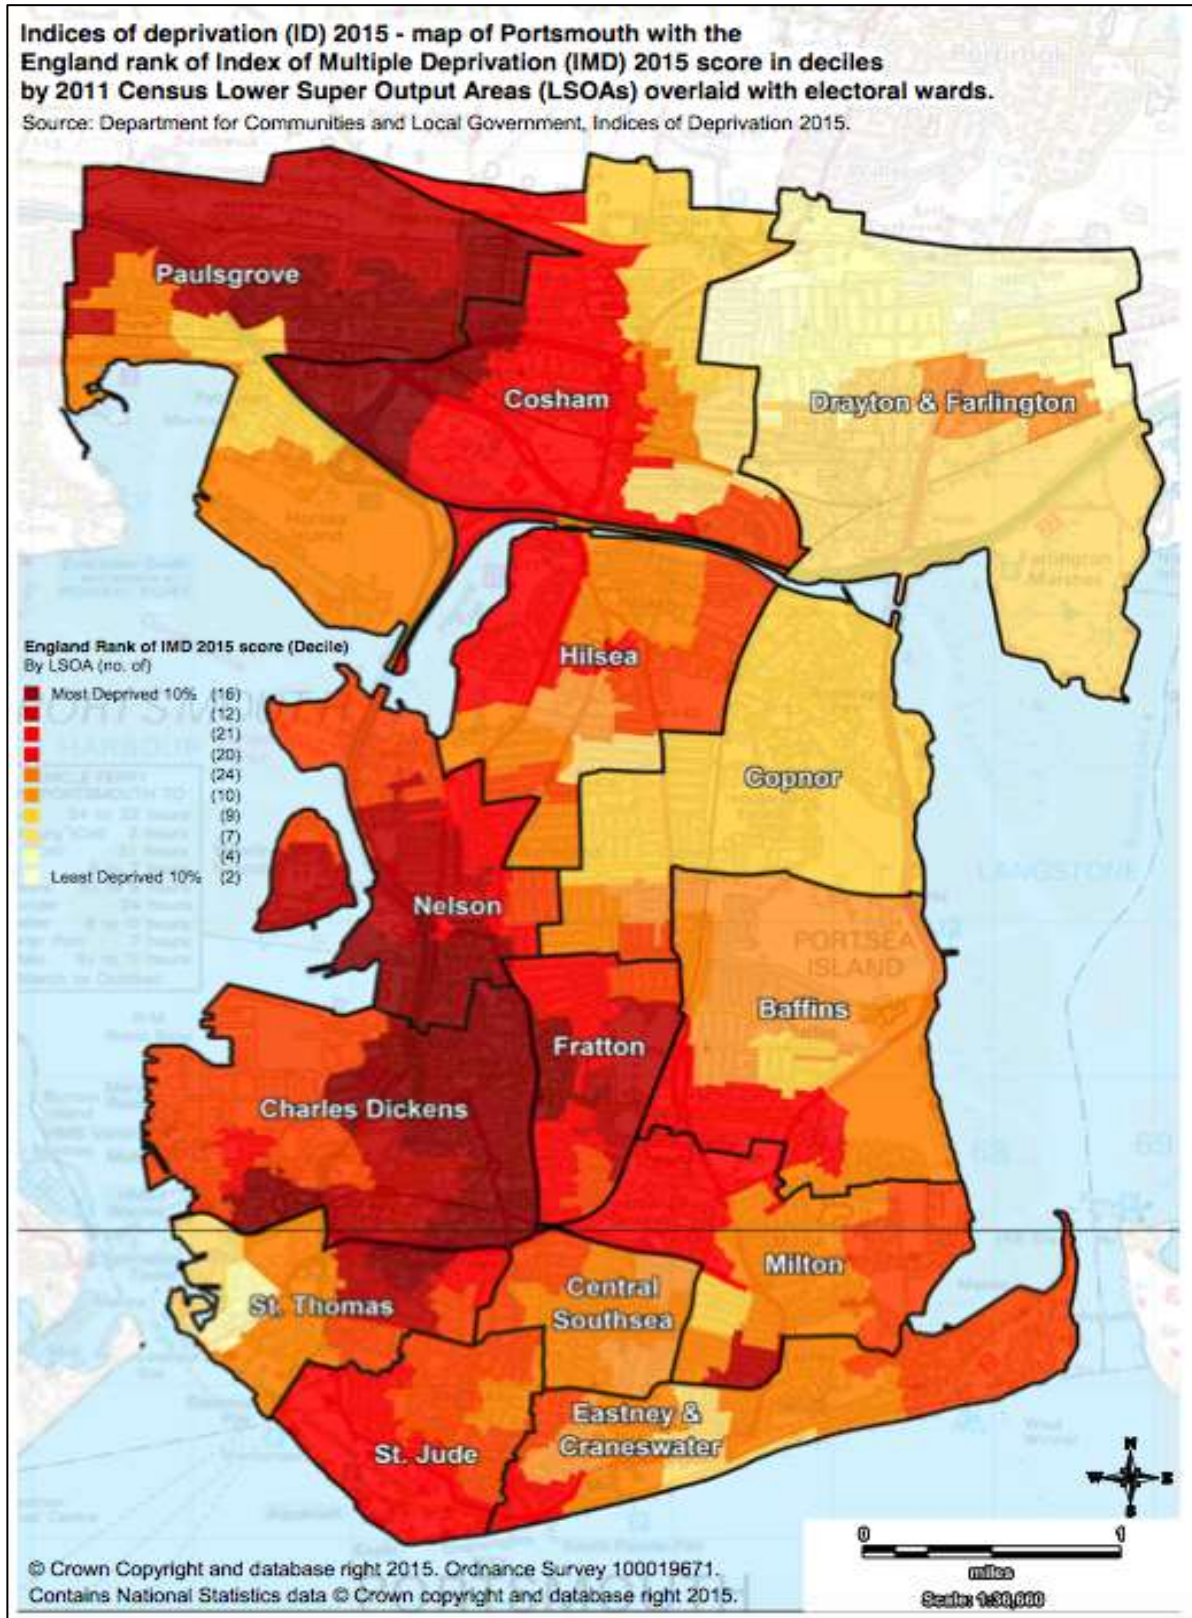 Indices of deprivation (ID) 2015 - map of Portsmouth with the
England rank of Index of Multiple Deprivation (IMD) 2015 score in deciles
by 2011 Census Lower Super Output Areas (LSOAs) overlaid with electoral wards.
Source: Department for Communities and Local Government, Indices of Deprivation 2015.
Paulsgrove
Cosham
Drayton & Farlington
Hilsea
England Rank of IMD 2015 score (Decile)
By LSOA (no. of)
Most Deprived 10% (16)
(12)
(21)
(20)
(24)
(10)
(9)
(7)
(4)
Least Deprived 10% (2)
Copnor
LANGSTONE
Nelson
PORTSEA
ISLAND
Baffins
Fratton
Charles Dickens
Milton
Central
Southsea
St. Thomas
Eastney &
Craneswater
St. Jude
N
W E
S
0 1
miles
Scale: 1:36,660
© Crown Copyright and database right 2015. Ordnance Survey 100019671.
Contains National Statistics data © Crown copyright and database right 2015.